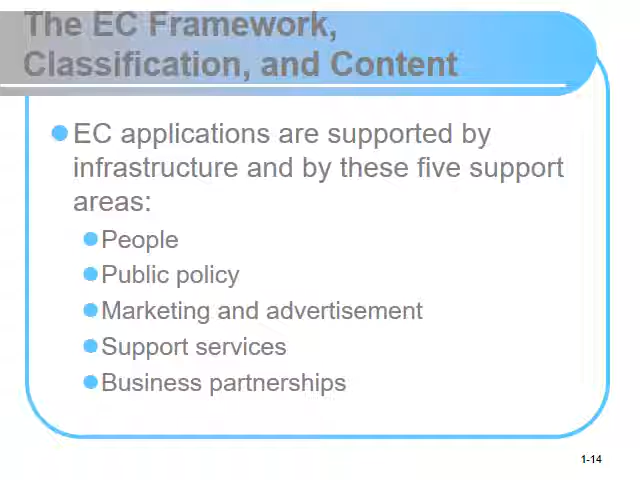 The EC Framework,
Classification, and Content
EC applications are supported by
infrastructure and by these five support
areas:
People
Public policy
Marketing and advertisement
Support services
Business partnerships
1-14